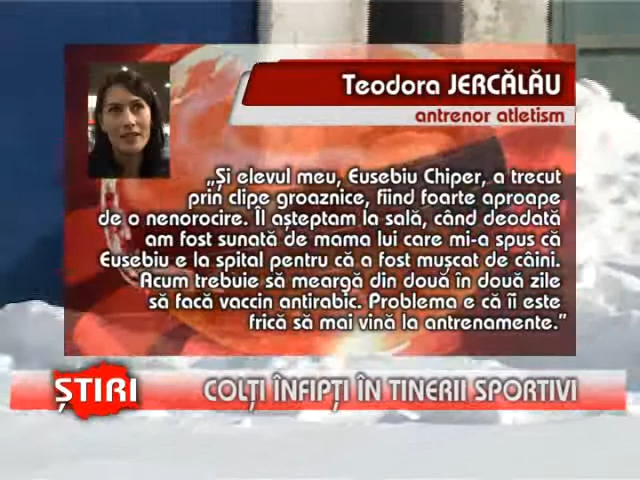 Teodora JERCĂLĂU
antrenor atletism
„Și elevul meu, Eusebiu Chiper, a trecut
prin clipe groaznice, fiind foarte aproape
de o nenorocire. Îl așteptam la sală, când deodată
am fost sunată de mama lui care mi-a spus că
Eusebiu e la spital pentru că a fost mușcat de câini.
Acum trebuie să meargă din două în două zile
să facă vaccin antirabic. Problema e că îi este
frică să mai vină la antrenamente.”
ȘTIRI
COLȚI ÎNFIPȚI ÎN TINERII SPORTIVI